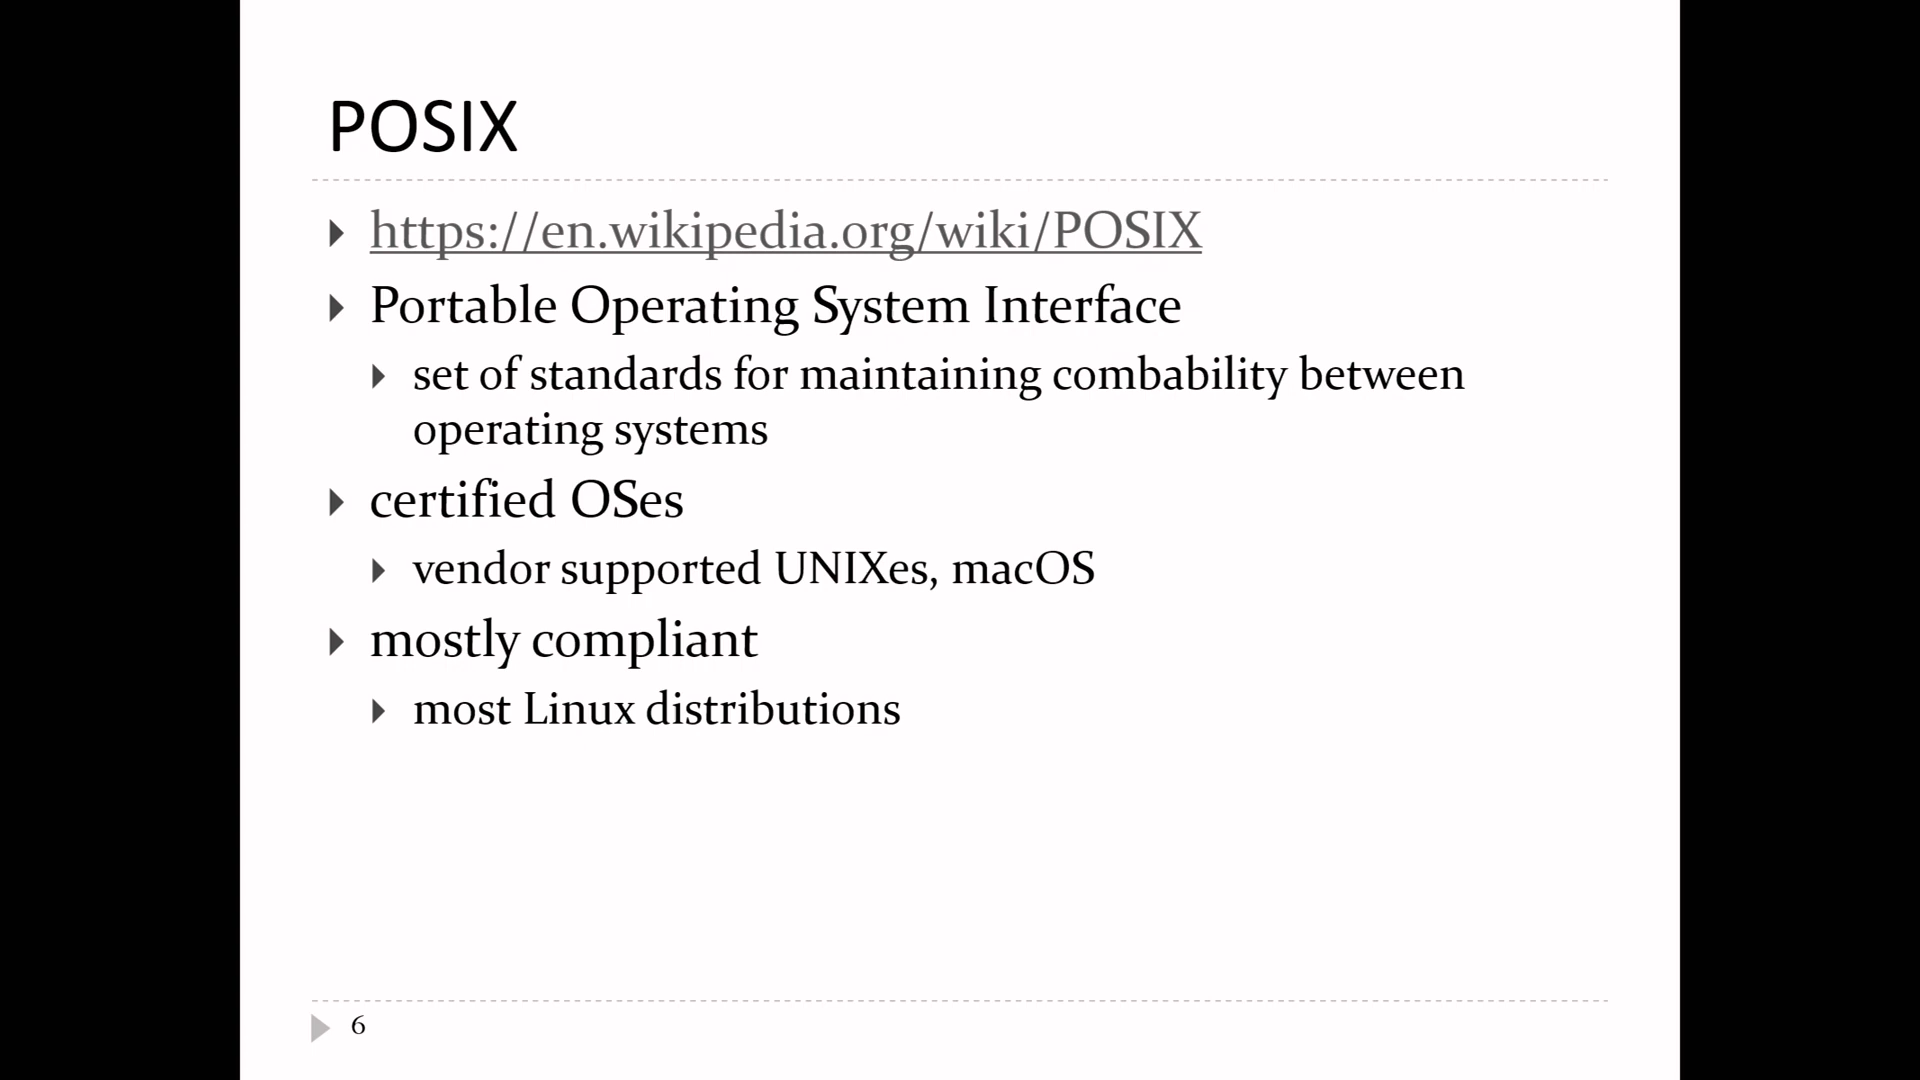 POSIX
https://en.wikipedia.org/wiki/POSIX
Portable Operating System Interface
set of standards for maintaining combability between
operating systems
certified OSes
vendor supported UNIXes, macOS
mostly compliant
most Linux distributions
6